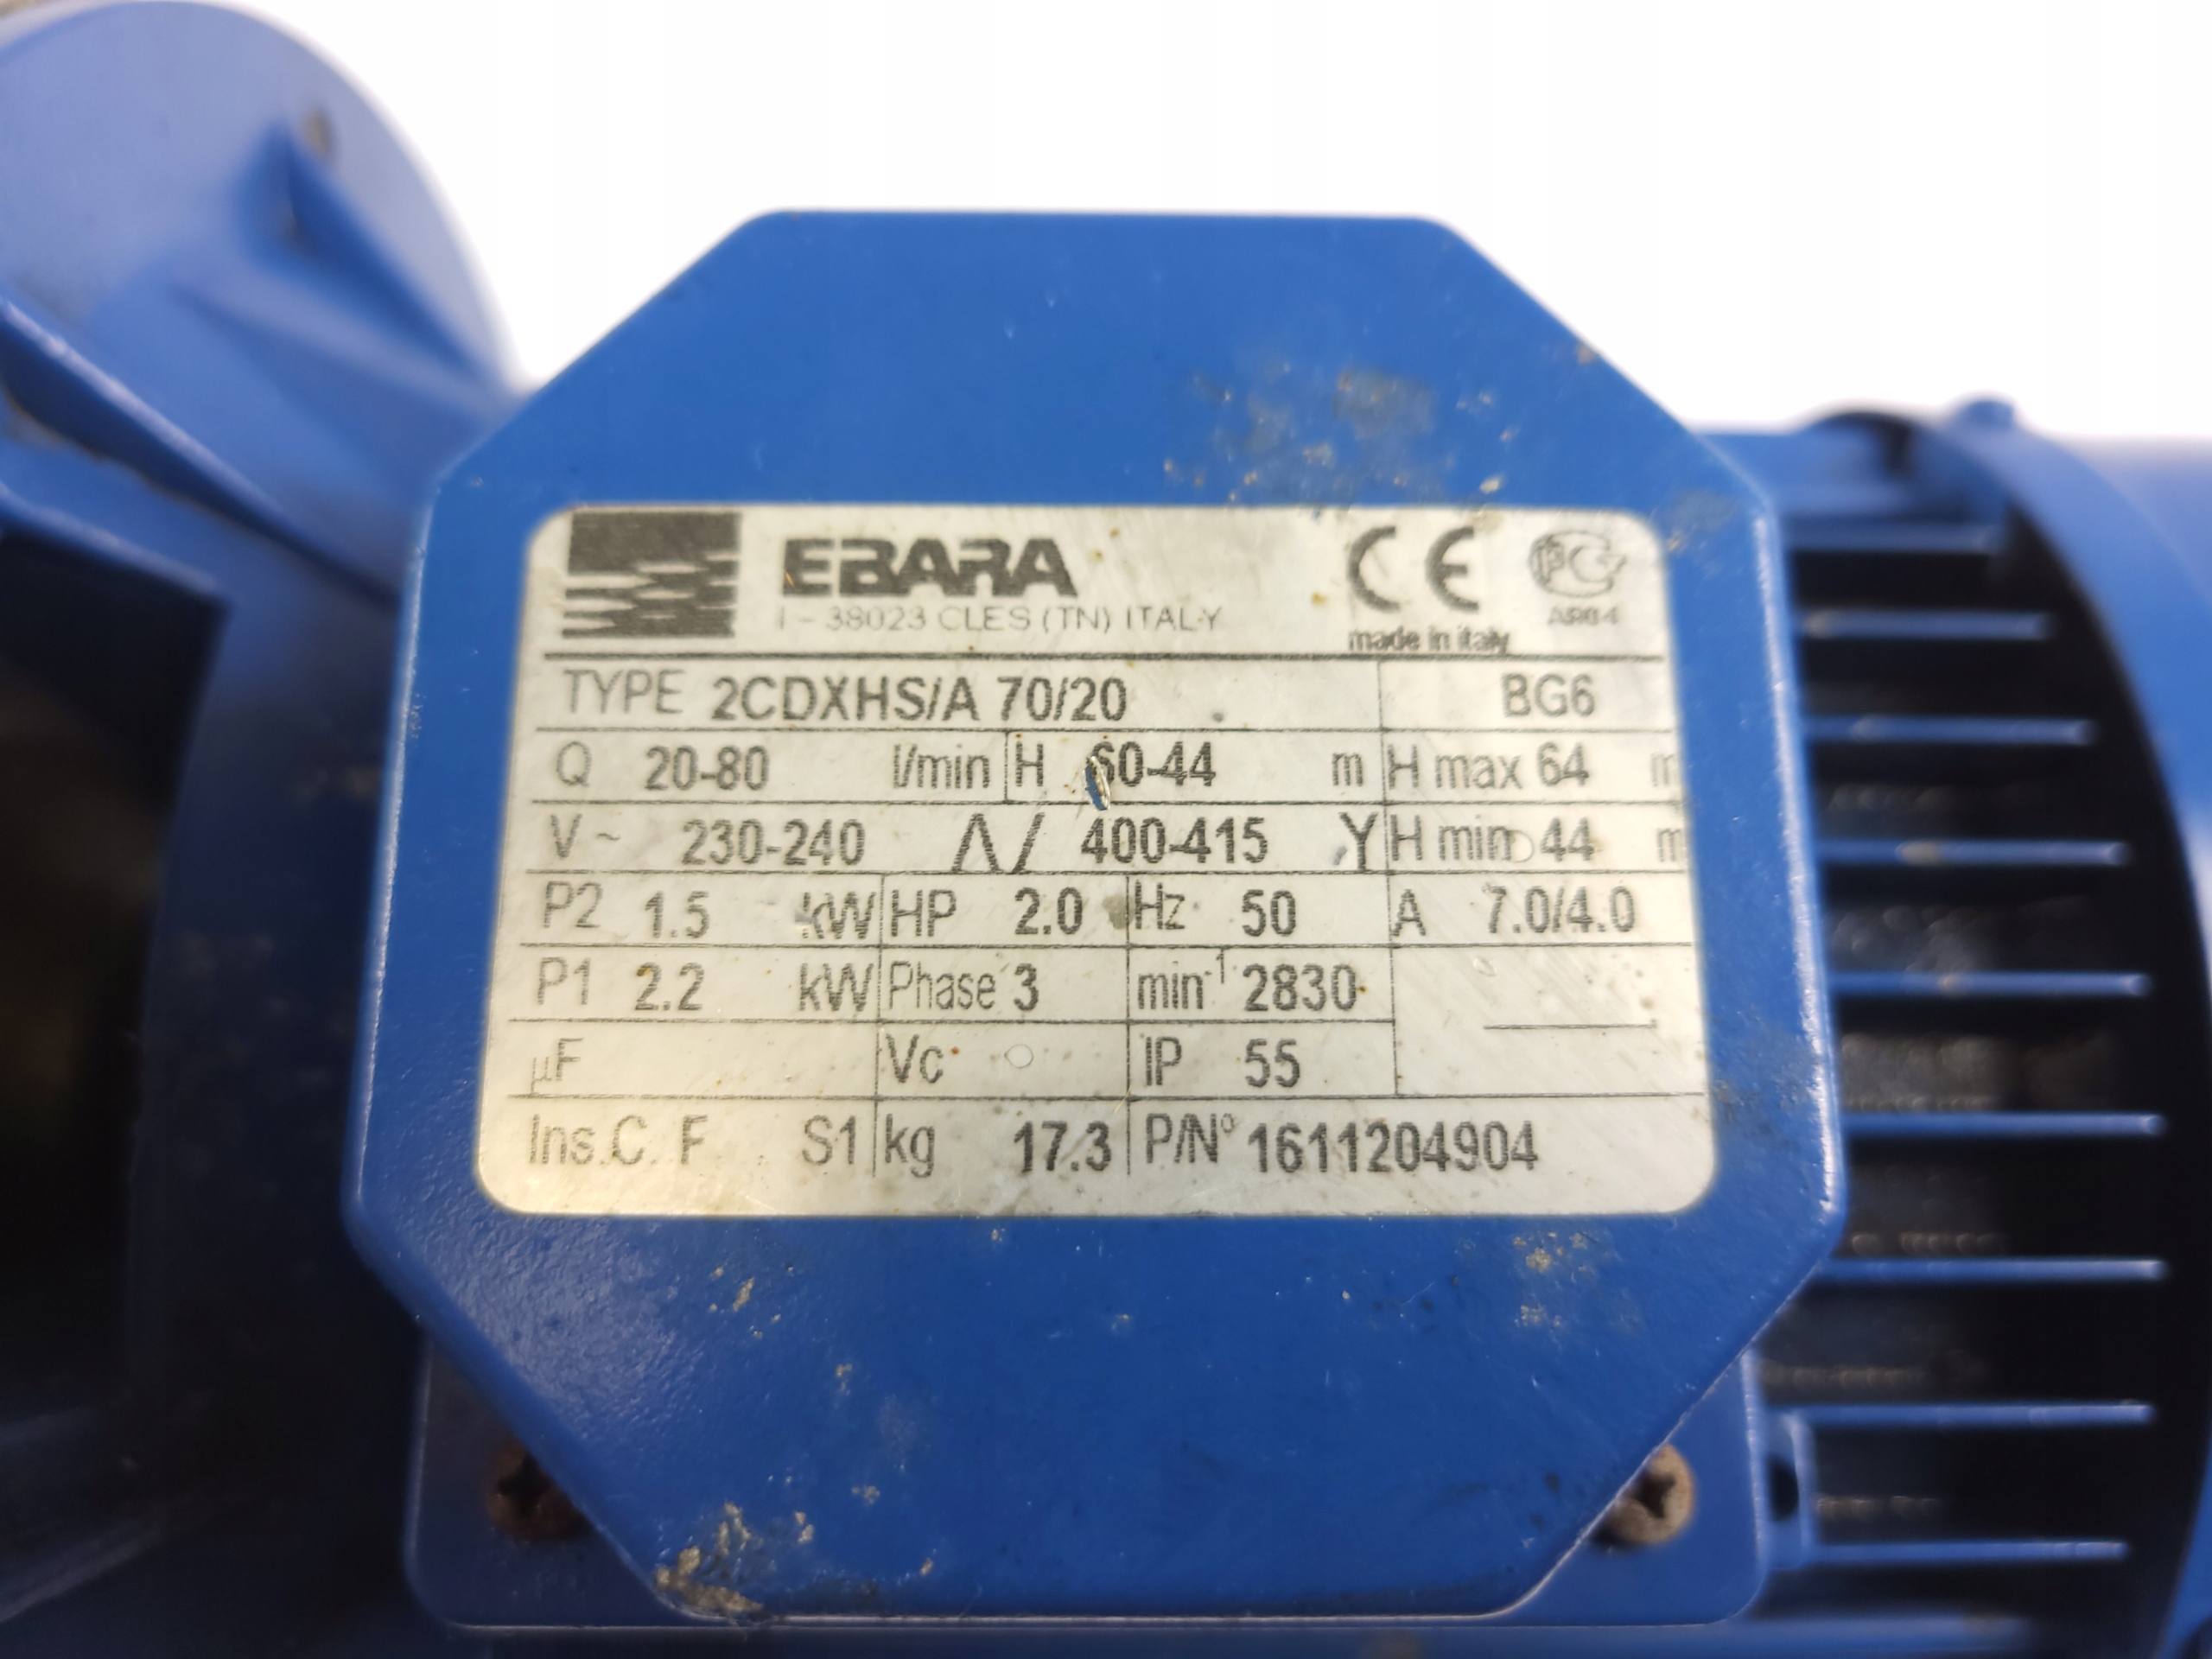 EBARA CE PG
I - 38023 CLES (TN) ITALY
made in italy
TYPE 2CDXHS/A 70/20 BG6
Q 20-80 l/min H 60-44 m H max 64 m
V~ 230-240 Δ/ 400-415 Y H min 44 m
P2 1.5 kW HP 2.0 Hz 50 A 7.0/4.0
P1 2.2 kW Phase 3 min⁻¹ 2830
µF Vc IP 55
Ins.C. F S1 kg 17.3 P/N° 1611204904